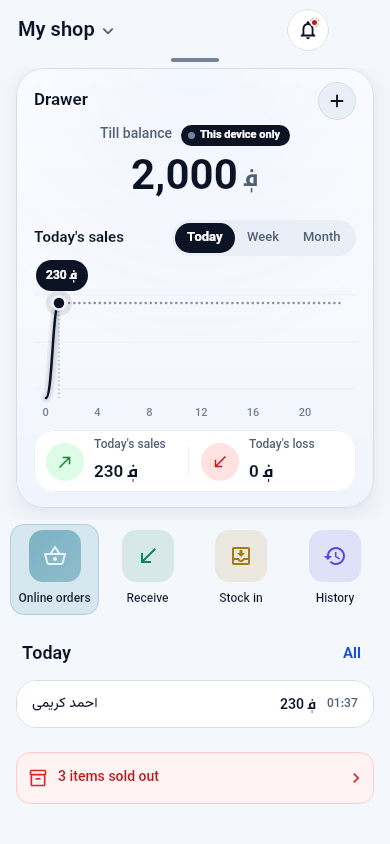 My shop
Drawer
Till balance
This device only
2,000 ؋
Today's sales
Today
Week
Month
230 ؋
0 4 8 12 16 20
Today's sales
230 ؋
Today's loss
0 ؋
Online orders
Receive
Stock in
History
Today
All
احمد کریمی
230 ؋
01:37
3 items sold out